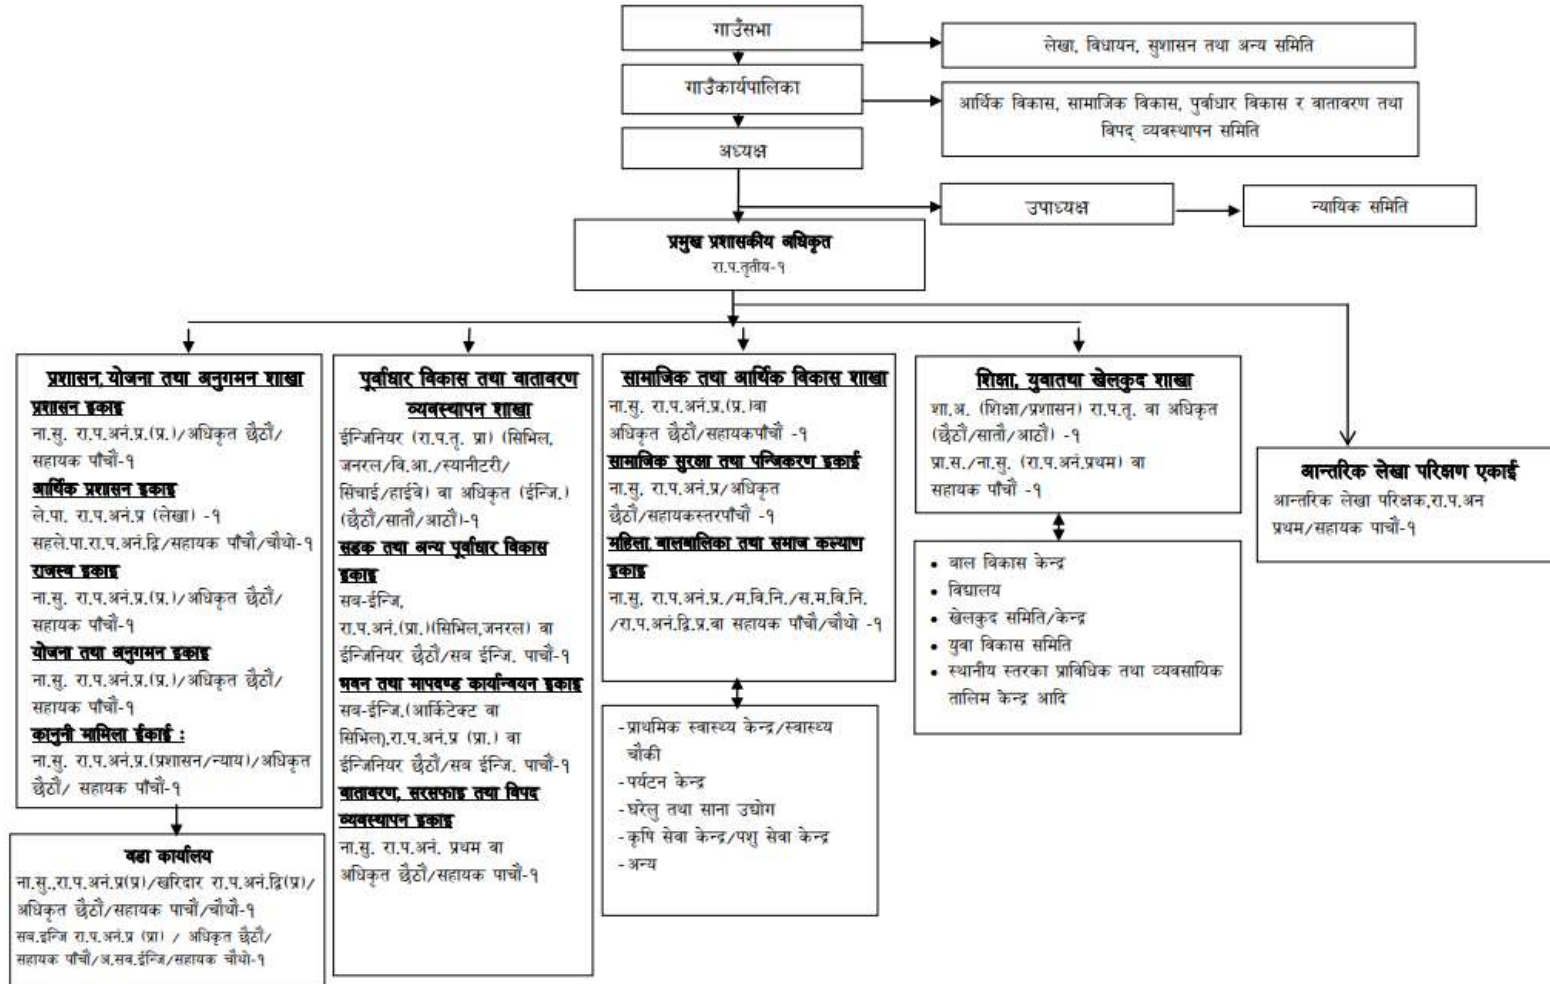 गाउँसभा
लेखा, विधायन, सुशासन तथा अन्य समिति
गाउँकार्यपालिका
आर्थिक विकास, सामाजिक विकास, पुर्वाधार विकास र वातावरण तथा
विपद् व्यवस्थापन समिति
अध्यक्ष
उपाध्यक्ष
न्यायिक समिति
प्रमुख प्रशासकीय अधिकृत
रा.प.तृतीय-१
प्रशासन, योजना तथा अनुगमन शाखा
प्रशासन इकाइ
ना.सु. रा.प.अनं.प्र.(प्र.)/अधिकृत छैठौं/
सहायक पाँचौं-१
आर्थिक प्रशासन इकाइ
ले.पा. रा.प.अनं.प्र (लेखा) -१
सहले.पा.रा.प.अनं.द्वि/सहायक पाँचौ/चौथो-१
राजस्व इकाइ
ना.सु. रा.प.अनं.प्र.(प्र.)/अधिकृत छैठौं/
सहायक पाँचौं-१
योजना तथा अनुगमन इकाइ
ना.सु. रा.प.अनं.प्र.(प्र.)/अधिकृत छैठौं/
सहायक पाँचौं-१
कानुनी मामिला ईकाई :
ना.सु. रा.प.अनं.प्र.(प्रशासन/न्याय)/अधिकृत
छैठौं/ सहायक पाँचौं-१
वडा कार्यालय
ना.सु.,रा.प.अनं.प्र(प्र)/खरिदार रा.प.अनं.द्वि(प्र)/
अधिकृत छैठौं/सहायक पाचौं/चौथौ-१
सब.इन्जि रा.प.अनं.प्र (प्रा) / अधिकृत छैठौं/
सहायक पाँचौ/अ.सब.ईन्जि/सहायक चौथो-१
पूर्वाधार विकास तथा वातावरण
व्यवस्थापन शाखा
ईन्जिनियर (रा.प.तृ. प्रा) (सिभिल,
जनरल/वि.आ./स्यानीटरी/
सिंचाई/हाईवे) वा अधिकृत (ईन्जि.)
(छैठौं/सातौ/आठौं)-१
सडक तथा अन्य पूर्वाधार विकास
इकाइ
सब-ईन्जि,
रा.प.अनं.(प्रा.)(सिभिल,जनरल) वा
ईन्जिनियर छैठौं/सब ईन्जि. पाचौं-१
भवन तथा मापदण्ड कार्यान्वयन इकाइ
सब-ईन्जि.(आर्किटेक्ट वा
सिभिल),रा.प.अनं.प्र (प्रा.) वा
ईन्जिनियर छैठौं/सब ईन्जि. पाचौं-१
वातावरण, सरसफाइ तथा विपद
व्यवस्थापन इकाइ
ना.सु. रा.प.अनं. प्रथम वा
अधिकृत छैठौं/सहायक पाचौं-१
सामाजिक तथा आर्थिक विकास शाखा
ना.सु. रा.प.अनं.प्र.(प्र.)वा
अधिकृत छैठौं/सहायकपाँचौं -१
सामाजिक सुरक्षा तथा पन्जिकरण इकाई
ना.सु. रा.प.अनं.प्र/अधिकृत
छैठौं/सहायकस्तरपाँचौं -१
महिला, बालबालिका तथा समाज कल्याण
इकाइ
ना.सु. रा.प.अनं.प्र./म.वि.नि./स.म.वि.नि.
/रा.प.अनं.द्वि.प्र.वा सहायक पाँचौ/चौथो -१
-प्राथमिक स्वास्थ्य केन्द्र/स्वास्थ्य
चौकी
-पर्यटन केन्द्र
-घरेलु तथा साना उद्योग
-कृषि सेवा केन्द्र/पशु सेवा केन्द्र
-अन्य
शिक्षा, युवातथा खेलकुद शाखा
शा.अ. (शिक्षा/प्रशासन) रा.प.तृ. वा अधिकृत
(छैठौं/सातौ/आठौं) -१
प्रा.स./ना.सु. (रा.प.अनं.प्रथम) वा
सहायक पाँचौं -१
• बाल विकास केन्द्र
• विद्यालय
• खेलकुद समिति/केन्द्र
• युवा विकास समिति
• स्थानीय स्तरका प्राविधिक तथा व्यवसायिक
तालिम केन्द्र आदि
आन्तरिक लेखा परिक्षण एकाई
आन्तरिक लेखा परिक्षक,रा.प.अन
प्रथम/सहायक पाचौं-१